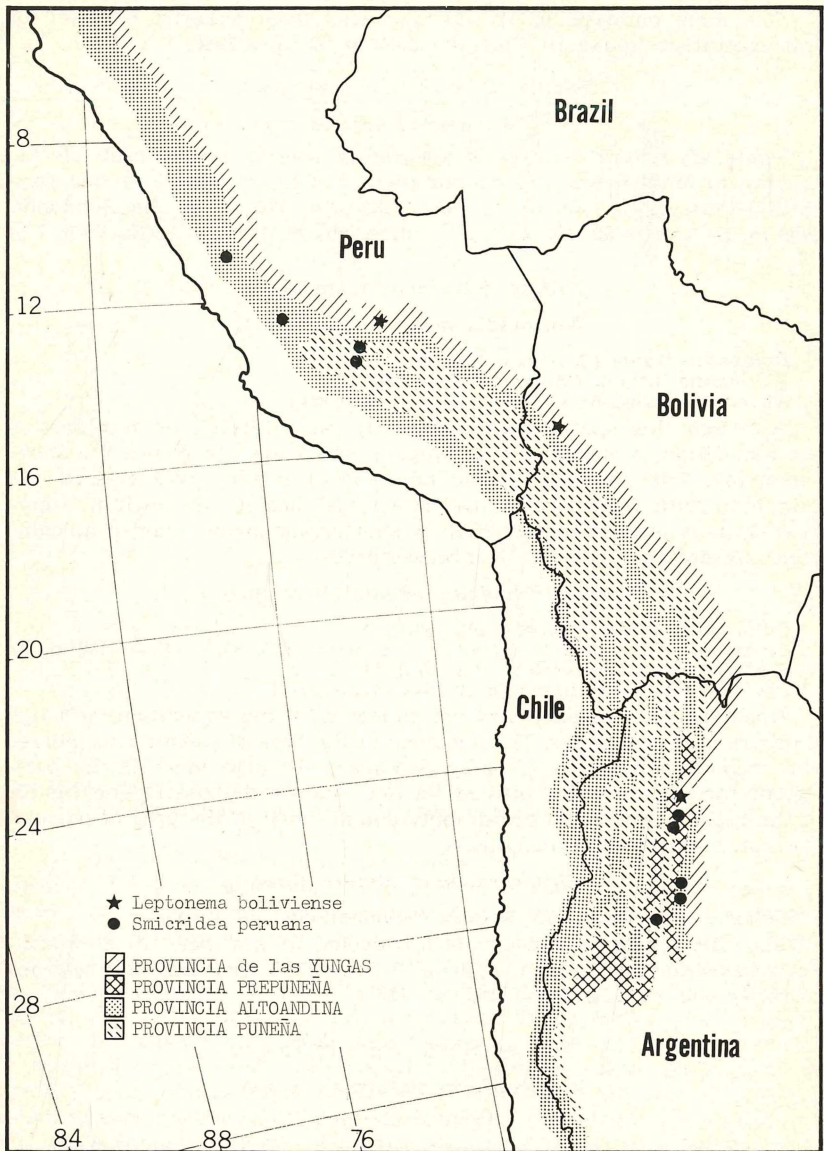 Brazil
8
Peru
12
Bolivia
16
20
Chile
24
★ Leptonema boliviense
● Smicridea peruana
PROVINCIA de las YUNGAS
PROVINCIA PREPUNEÑA
PROVINCIA ALTOANDINA
PROVINCIA PUNEÑA
28
Argentina
84
88
76